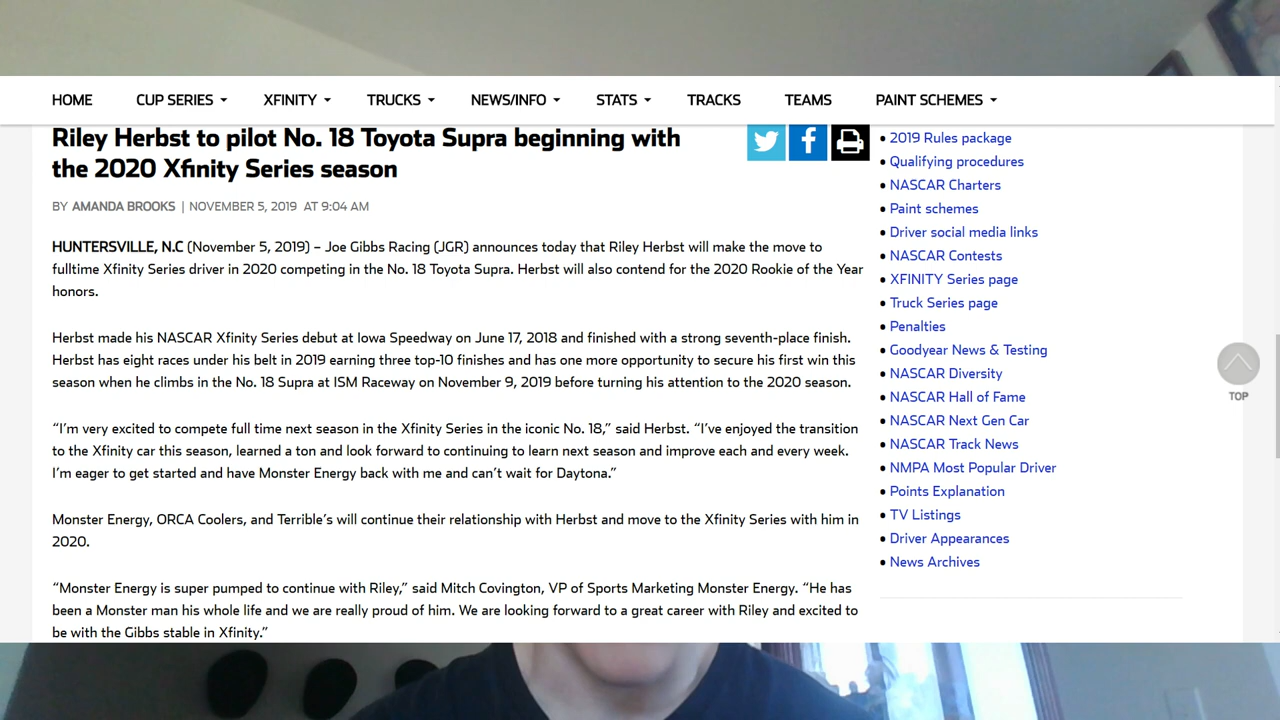 HOME CUP SERIES XFINITY TRUCKS NEWS/INFO STATS TRACKS TEAMS PAINT SCHEMES
Riley Herbst to pilot No. 18 Toyota Supra beginning with
the 2020 Xfinity Series season
BY AMANDA BROOKS | NOVEMBER 5, 2019 AT 9:04 AM
HUNTERSVILLE, N.C (November 5, 2019) – Joe Gibbs Racing (JGR) announces today that Riley Herbst will make the move to
fulltime Xfinity Series driver in 2020 competing in the No. 18 Toyota Supra. Herbst will also contend for the 2020 Rookie of the Year
honors.
Herbst made his NASCAR Xfinity Series debut at Iowa Speedway on June 17, 2018 and finished with a strong seventh-place finish.
Herbst has eight races under his belt in 2019 earning three top-10 finishes and has one more opportunity to secure his first win this
season when he climbs in the No. 18 Supra at ISM Raceway on November 9, 2019 before turning his attention to the 2020 season.
“I’m very excited to compete full time next season in the Xfinity Series in the iconic No. 18,” said Herbst. “I’ve enjoyed the transition
to the Xfinity car this season, learned a ton and look forward to continuing to learn next season and improve each and every week.
I’m eager to get started and have Monster Energy back with me and can’t wait for Daytona.”
Monster Energy, ORCA Coolers, and Terrible’s will continue their relationship with Herbst and move to the Xfinity Series with him in
2020.
“Monster Energy is super pumped to continue with Riley,” said Mitch Covington, VP of Sports Marketing Monster Energy. “He has
been a Monster man his whole life and we are really proud of him. We are looking forward to a great career with Riley and excited to
be with the Gibbs stable in Xfinity.”
• 2019 Rules package
• Qualifying procedures
• NASCAR Charters
• Paint schemes
• Driver social media links
• NASCAR Contests
• XFINITY Series page
• Truck Series page
• Penalties
• Goodyear News & Testing
• NASCAR Diversity
• NASCAR Hall of Fame
• NASCAR Next Gen Car
• NASCAR Track News
• NMPA Most Popular Driver
• Points Explanation
• TV Listings
• Driver Appearances
• News Archives
TOP